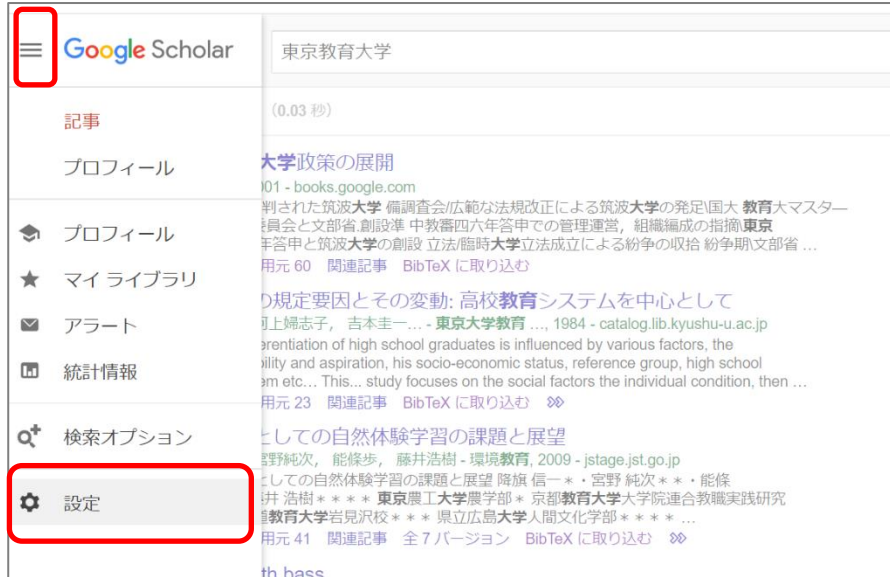 Google Scholar
東京教育大学
記事
プロフィール
プロフィール
マイ ライブラリ
アラート
統計情報
検索オプション
設定
(0.03 秒)
大学政策の展開
001 - books.google.com
判された筑波大学 備調査会/広範な法規改正による筑波大学の発足\国大 教育大マスタ―
委員会と文部省.創設準 中教審四六年答申での管理運営，組織編成の指摘\東京
年答申と筑波大学の創設 立法/臨時大学立法成立による紛争の収拾 紛争期\文部省 ...
用元 60 関連記事 BibTeX に取り込む
の規定要因とその変動: 高校教育システムを中心として
河上婦志子， 吉本圭一… - 東京大学教育 …, 1984 - catalog.lib.kyushu-u.ac.jp
erentiation of high school graduates is influenced by various factors, the
bility and aspiration, his socio-economic status, reference group, high school
em etc… This... study focuses on the social factors the individual condition, then …
用元 23 関連記事 BibTeX に取り込む
としての自然体験学習の課題と展望
宮野純次， 能條歩， 藤井浩樹 - 環境教育, 2009 - jstage.jst.go.jp
としての自然体験学習の課題と展望 降旗 信一＊・宮野 純次＊＊・能條
井 浩樹＊＊＊＊ 東京農工大学農学部＊ 京都教育大学大学院連合教職実践研究
教育大学岩見沢校＊＊＊ 県立広島大学人間文化学部＊＊＊＊ …
用元 41 関連記事 全 7 バージョン BibTeX に取り込む
th bass